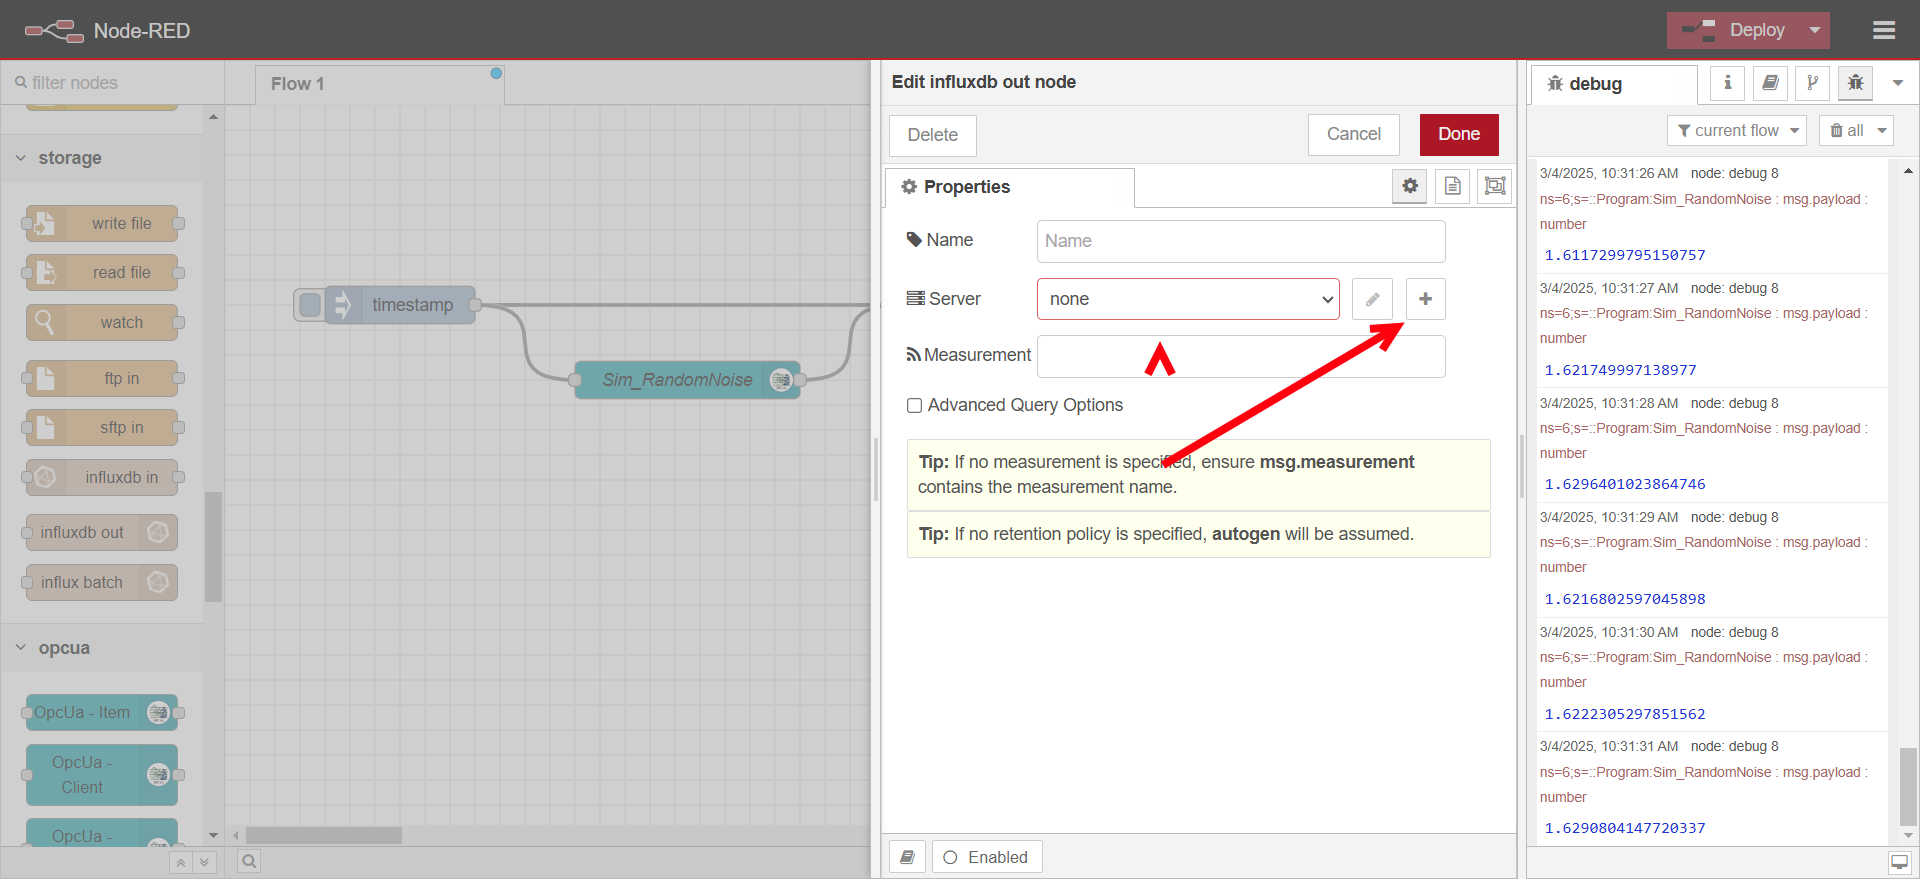 Node-RED
Deploy
filter nodes
storage
write file
read file
watch
ftp in
sftp in
influxdb in
influxdb out
influx batch
opcua
OpcUa - Item
OpcUa -
Client
OpcUa -
Flow 1
timestamp
Sim_RandomNoise
Edit influxdb out node
Delete
Cancel
Done
Properties
Name
Name
Server
none
Measurement
Advanced Query Options
Tip: If no measurement is specified, ensure msg.measurement
contains the measurement name.
Tip: If no retention policy is specified, autogen will be assumed.
Enabled
debug
current flow
all
3/4/2025, 10:31:26 AM node: debug 8
ns=6;s=::Program:Sim_RandomNoise : msg.payload :
number
1.6117299795150757
3/4/2025, 10:31:27 AM node: debug 8
ns=6;s=::Program:Sim_RandomNoise : msg.payload :
number
1.621749997138977
3/4/2025, 10:31:28 AM node: debug 8
ns=6;s=::Program:Sim_RandomNoise : msg.payload :
number
1.6296401023864746
3/4/2025, 10:31:29 AM node: debug 8
ns=6;s=::Program:Sim_RandomNoise : msg.payload :
number
1.6216802597045898
3/4/2025, 10:31:30 AM node: debug 8
ns=6;s=::Program:Sim_RandomNoise : msg.payload :
number
1.6222305297851562
3/4/2025, 10:31:31 AM node: debug 8
ns=6;s=::Program:Sim_RandomNoise : msg.payload :
number
1.6290804147720337